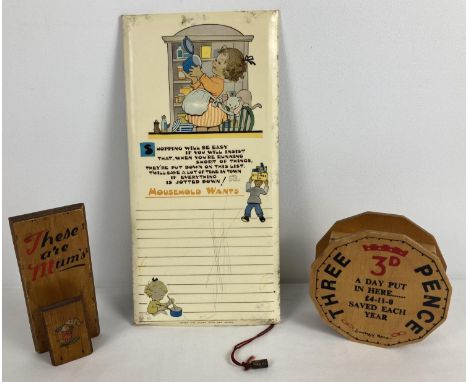 SHOPPING WILL BE EASY
IF YOU WILL INSIST
THAT, WHEN YOU'RE RUNNING
SHORT OF THINGS,
THEY'RE PUT DOWN ON THIS LIST.
TWILL SAVE A LOT OF TIME IN TOWN
IF EVERYTHING
IS JOTTED DOWN!
HOUSEHOLD WANTS
These
are
Mum's
THREE PENCE
3D
A DAY PUT
IN HERE......
£4-11-0
SAVED EACH
YEAR